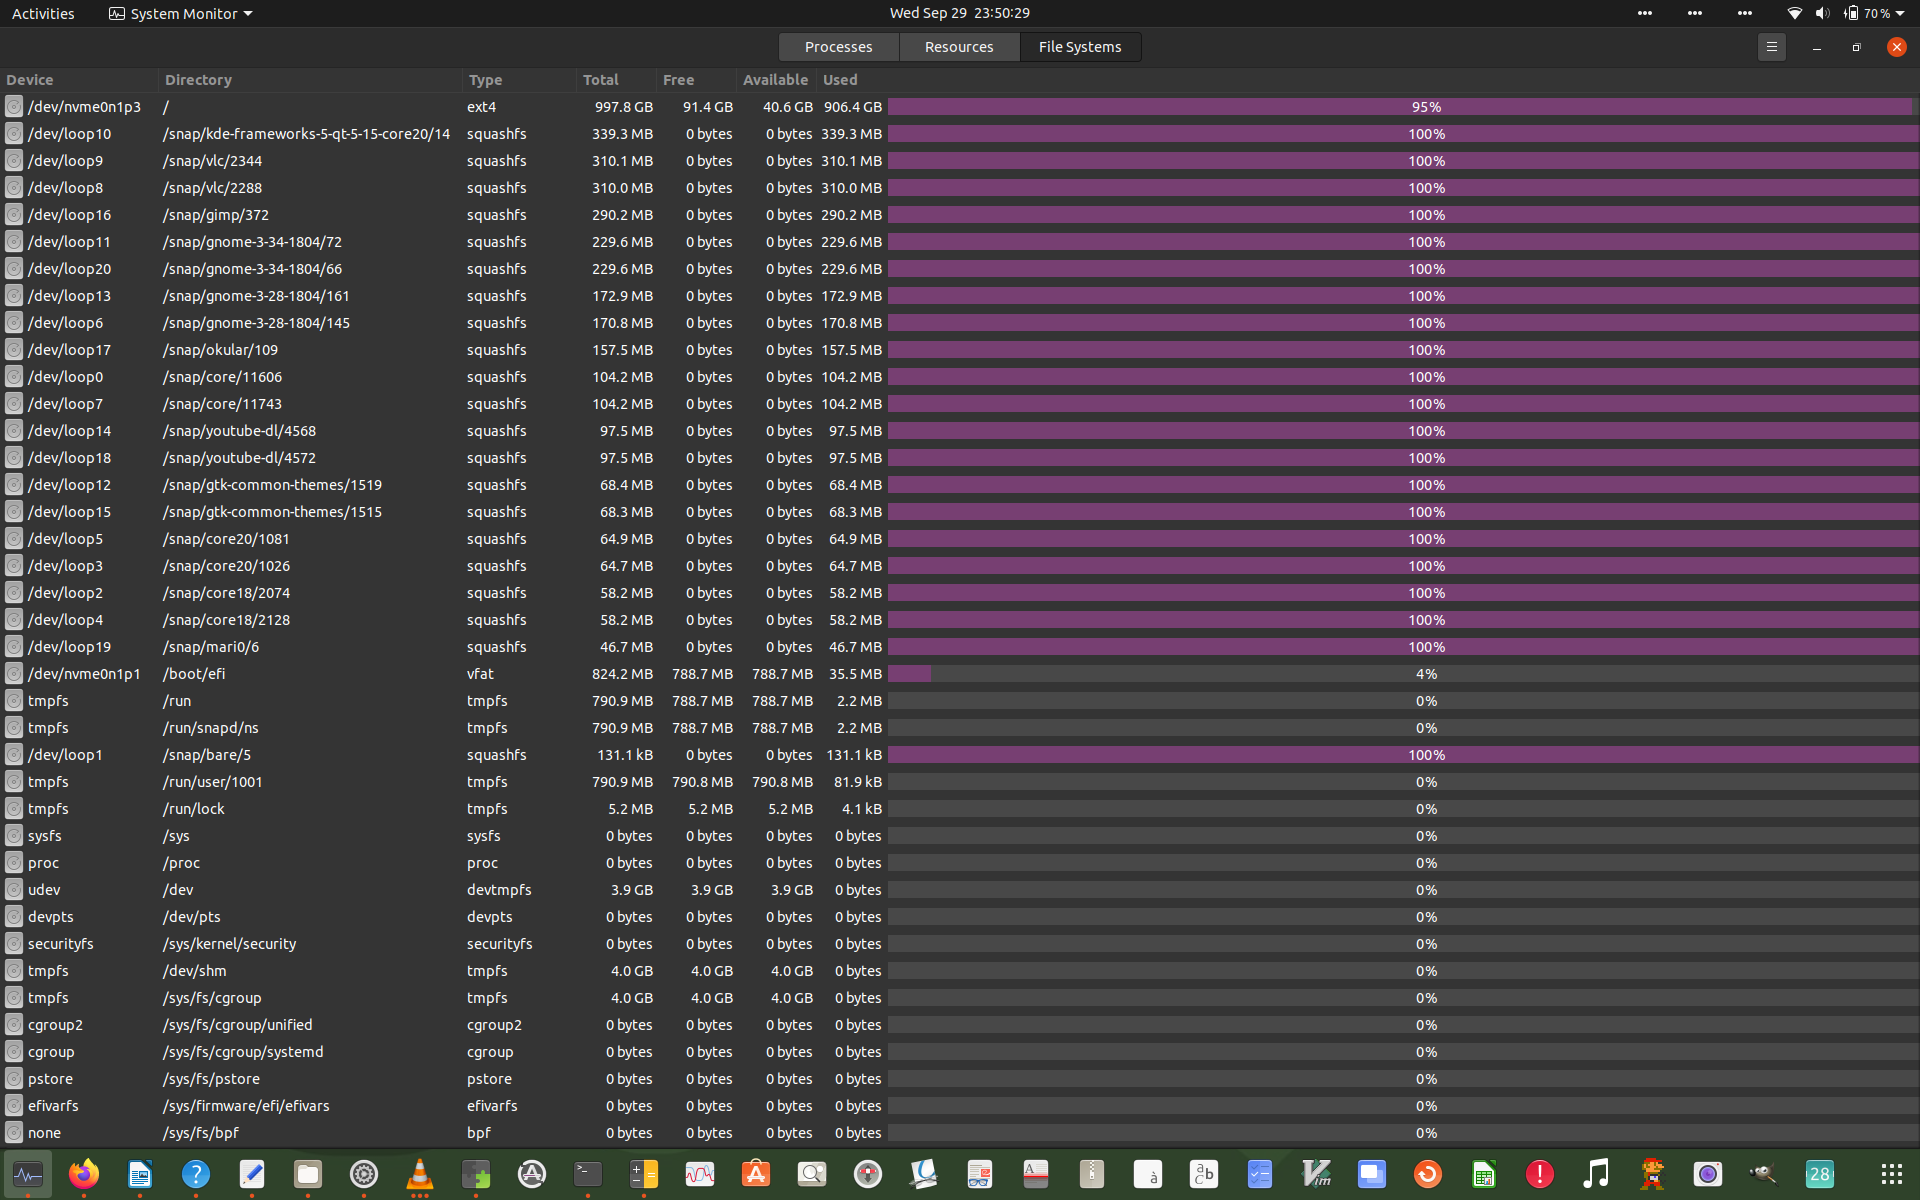 Activities System Monitor Wed Sep 29 23:50:29 70 %
Processes Resources File Systems
Device Directory Type Total Free Available Used
/dev/nvme0n1p3 / ext4 997.8 GB 91.4 GB 40.6 GB 906.4 GB 95%
/dev/loop10 /snap/kde-frameworks-5-qt-5-15-core20/14 squashfs 339.3 MB 0 bytes 0 bytes 339.3 MB 100%
/dev/loop9 /snap/vlc/2344 squashfs 310.1 MB 0 bytes 0 bytes 310.1 MB 100%
/dev/loop8 /snap/vlc/2288 squashfs 310.0 MB 0 bytes 0 bytes 310.0 MB 100%
/dev/loop16 /snap/gimp/372 squashfs 290.2 MB 0 bytes 0 bytes 290.2 MB 100%
/dev/loop11 /snap/gnome-3-34-1804/72 squashfs 229.6 MB 0 bytes 0 bytes 229.6 MB 100%
/dev/loop20 /snap/gnome-3-34-1804/66 squashfs 229.6 MB 0 bytes 0 bytes 229.6 MB 100%
/dev/loop13 /snap/gnome-3-28-1804/161 squashfs 172.9 MB 0 bytes 0 bytes 172.9 MB 100%
/dev/loop6 /snap/gnome-3-28-1804/145 squashfs 170.8 MB 0 bytes 0 bytes 170.8 MB 100%
/dev/loop17 /snap/okular/109 squashfs 157.5 MB 0 bytes 0 bytes 157.5 MB 100%
/dev/loop0 /snap/core/11606 squashfs 104.2 MB 0 bytes 0 bytes 104.2 MB 100%
/dev/loop7 /snap/core/11743 squashfs 104.2 MB 0 bytes 0 bytes 104.2 MB 100%
/dev/loop14 /snap/youtube-dl/4568 squashfs 97.5 MB 0 bytes 0 bytes 97.5 MB 100%
/dev/loop18 /snap/youtube-dl/4572 squashfs 97.5 MB 0 bytes 0 bytes 97.5 MB 100%
/dev/loop12 /snap/gtk-common-themes/1519 squashfs 68.4 MB 0 bytes 0 bytes 68.4 MB 100%
/dev/loop15 /snap/gtk-common-themes/1515 squashfs 68.3 MB 0 bytes 0 bytes 68.3 MB 100%
/dev/loop5 /snap/core20/1081 squashfs 64.9 MB 0 bytes 0 bytes 64.9 MB 100%
/dev/loop3 /snap/core20/1026 squashfs 64.7 MB 0 bytes 0 bytes 64.7 MB 100%
/dev/loop2 /snap/core18/2074 squashfs 58.2 MB 0 bytes 0 bytes 58.2 MB 100%
/dev/loop4 /snap/core18/2128 squashfs 58.2 MB 0 bytes 0 bytes 58.2 MB 100%
/dev/loop19 /snap/mari0/6 squashfs 46.7 MB 0 bytes 0 bytes 46.7 MB 100%
/dev/nvme0n1p1 /boot/efi vfat 824.2 MB 788.7 MB 788.7 MB 35.5 MB 4%
tmpfs /run tmpfs 790.9 MB 788.7 MB 788.7 MB 2.2 MB 0%
tmpfs /run/snapd/ns tmpfs 790.9 MB 788.7 MB 788.7 MB 2.2 MB 0%
/dev/loop1 /snap/bare/5 squashfs 131.1 kB 0 bytes 0 bytes 131.1 kB 100%
tmpfs /run/user/1001 tmpfs 790.9 MB 790.8 MB 790.8 MB 81.9 kB 0%
tmpfs /run/lock tmpfs 5.2 MB 5.2 MB 5.2 MB 4.1 kB 0%
sysfs /sys sysfs 0 bytes 0 bytes 0 bytes 0 bytes 0%
proc /proc proc 0 bytes 0 bytes 0 bytes 0 bytes 0%
udev /dev devtmpfs 3.9 GB 3.9 GB 3.9 GB 0 bytes 0%
devpts /dev/pts devpts 0 bytes 0 bytes 0 bytes 0 bytes 0%
securityfs /sys/kernel/security securityfs 0 bytes 0 bytes 0 bytes 0 bytes 0%
tmpfs /dev/shm tmpfs 4.0 GB 4.0 GB 4.0 GB 0 bytes 0%
tmpfs /sys/fs/cgroup tmpfs 4.0 GB 4.0 GB 4.0 GB 0 bytes 0%
cgroup2 /sys/fs/cgroup/unified cgroup2 0 bytes 0 bytes 0 bytes 0 bytes 0%
cgroup /sys/fs/cgroup/systemd cgroup 0 bytes 0 bytes 0 bytes 0 bytes 0%
pstore /sys/fs/pstore pstore 0 bytes 0 bytes 0 bytes 0 bytes 0%
efivarfs /sys/firmware/efi/efivars efivarfs 0 bytes 0 bytes 0 bytes 0 bytes 0%
none /sys/fs/bpf bpf 0 bytes 0 bytes 0 bytes 0 bytes 0%
? >_ A à a b c Vim ! 28